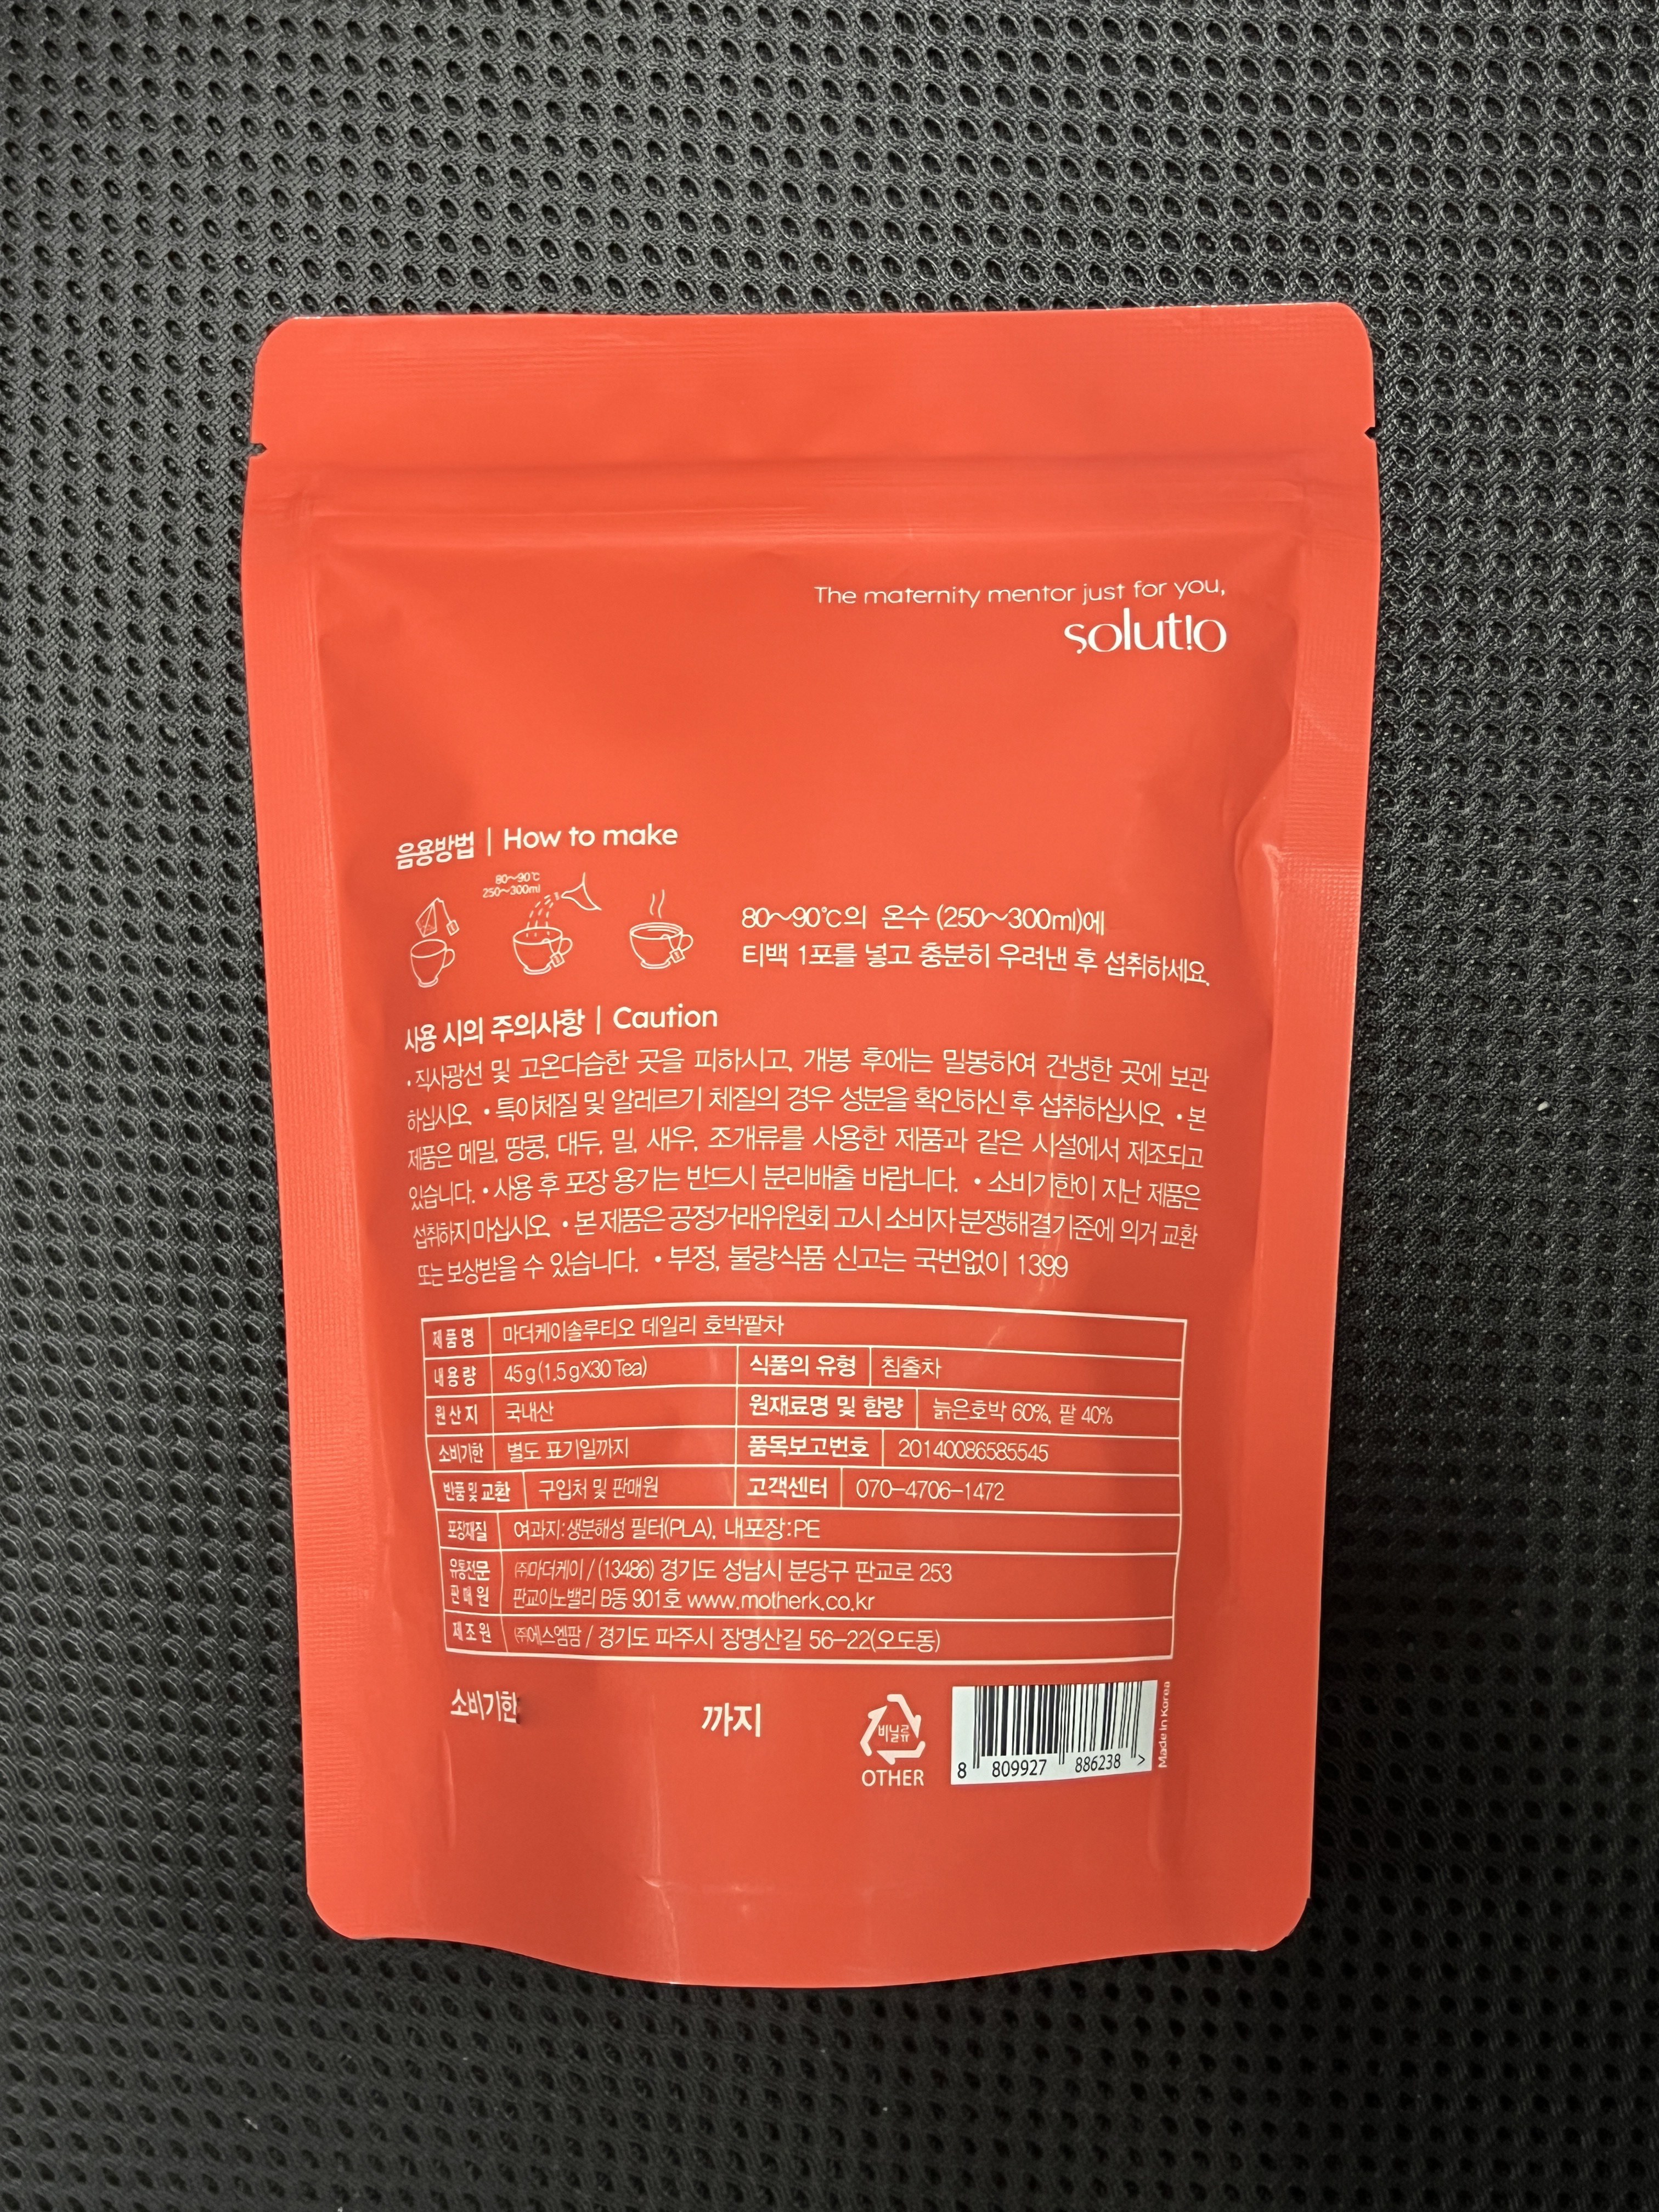 The maternity mentor just for you,
solutio
음용방법 | How to make
80~90℃
250~300ml
80~90℃의 온수 (250~300ml)에
티백 1포를 넣고 충분히 우려낸 후 섭취하세요.
사용 시의 주의사항 | Caution
•직사광선 및 고온다습한 곳을 피하시고, 개봉 후에는 밀봉하여 건냉한 곳에 보관
하십시오. •특이체질 및 알레르기 체질의 경우 성분을 확인하신 후 섭취하십시오. •본
제품은 메밀, 땅콩, 대두, 밀, 새우, 조개류를 사용한 제품과 같은 시설에서 제조되고
있습니다. •사용 후 포장 용기는 반드시 분리배출 바랍니다. •소비기한이 지난 제품은
섭취하지 마십시오. •본 제품은 공정거래위원회 고시 소비자 분쟁해결기준에 의거 교환
또는 보상받을 수 있습니다. •부정, 불량식품 신고는 국번없이 1399
제품명 마더케이솔루티오 데일리 호박팥차
내용량 45g(1.5gX30 Tea) 식품의 유형 침출차
원산지 국내산 원재료명 및 함량 늙은호박 60%, 팥 40%
소비기한 별도 표기일까지 품목보고번호 20140086585545
반품 및 교환 구입처 및 판매원 고객센터 070-4706-1472
포장재질 여과지:생분해성 필터(PLA), 내포장:PE
유통전문 ㈜마더케이 / (13486) 경기도 성남시 분당구 판교로 253
판매원 판교이노밸리 B동 901호 www.motherk.co.kr
제조원 ㈜에스엠팜 / 경기도 파주시 장명산길 56-22(오도동)
소비기한 까지
비닐류
OTHER
8 809927 886238 >
Made in Korea